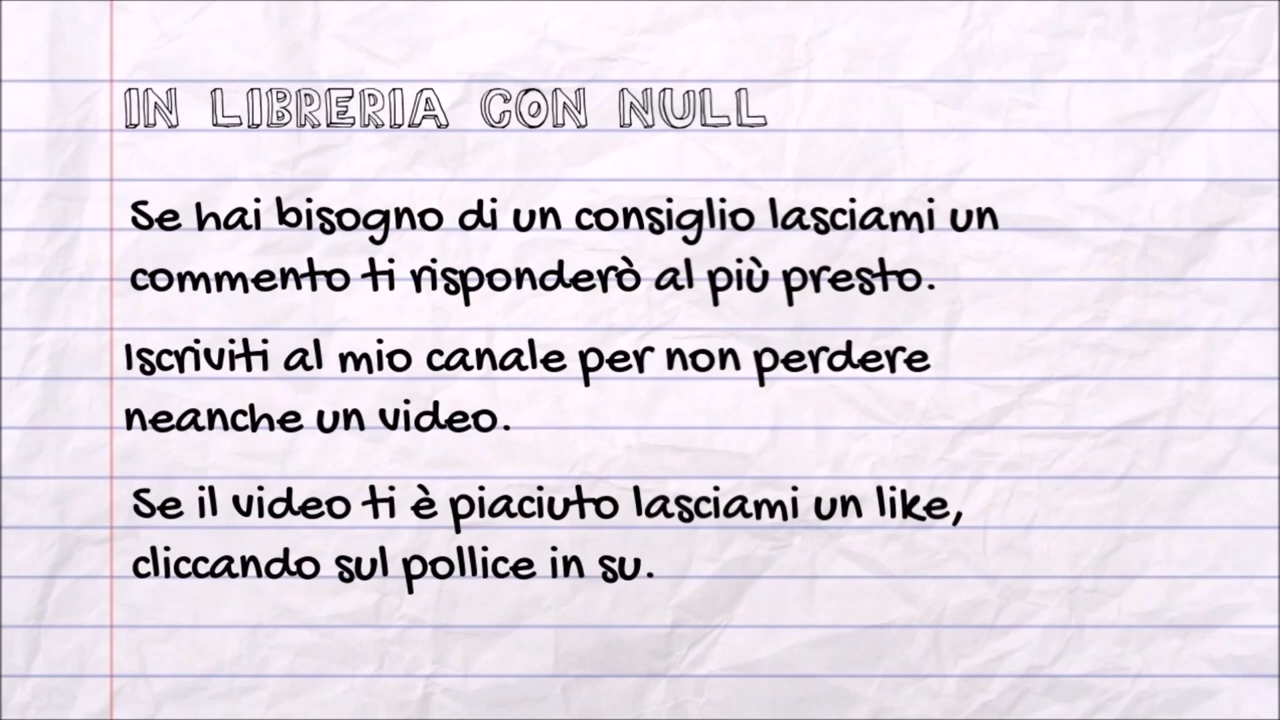 IN LIBRERIA CON NULL
Se hai bisogno di un consiglio lasciami un
commento ti risponderò al più presto.
Iscriviti al mio canale per non perdere
neanche un video.
Se il video ti è piaciuto lasciami un like,
cliccando sul pollice in su.